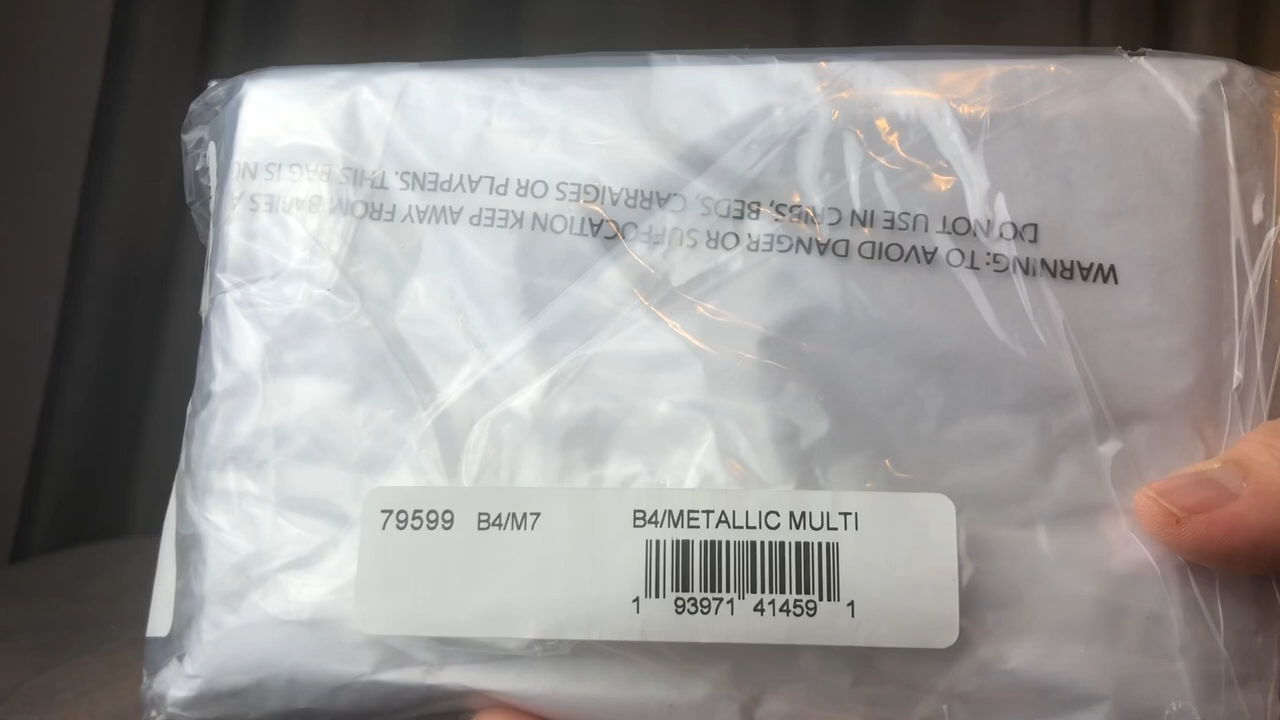 WARNING: TO AVOID DANGER OR SUFFOCATION KEEP AWAY FROM BABIES
DO NOT USE IN CRIBS, BEDS, CARRAIGES OR PLAYPENS. THIS BAG IS
79599 B4/M7
B4/METALLIC MULTI
1 93971 41459 1